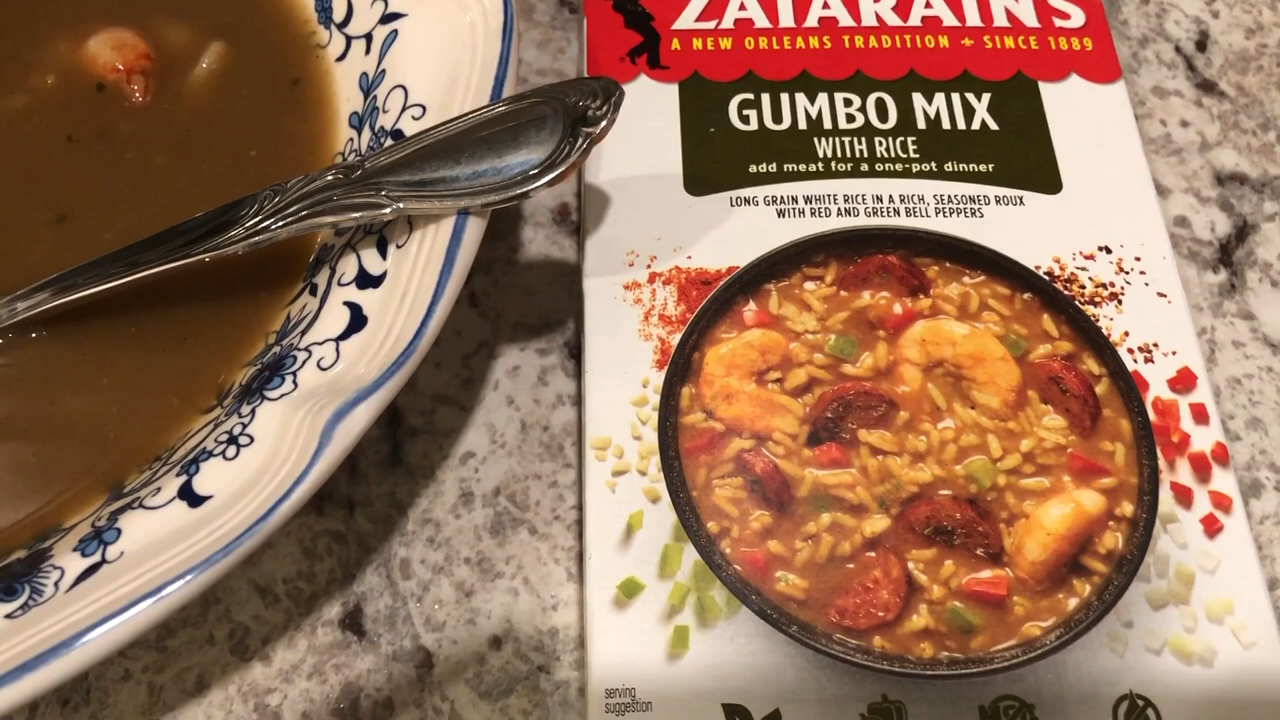 ZATARAIN'S
A NEW ORLEANS TRADITION ⚜ SINCE 1889
GUMBO MIX
WITH RICE
add meat for a one-pot dinner
LONG GRAIN WHITE RICE IN A RICH, SEASONED ROUX
WITH RED AND GREEN BELL PEPPERS
serving
suggestion